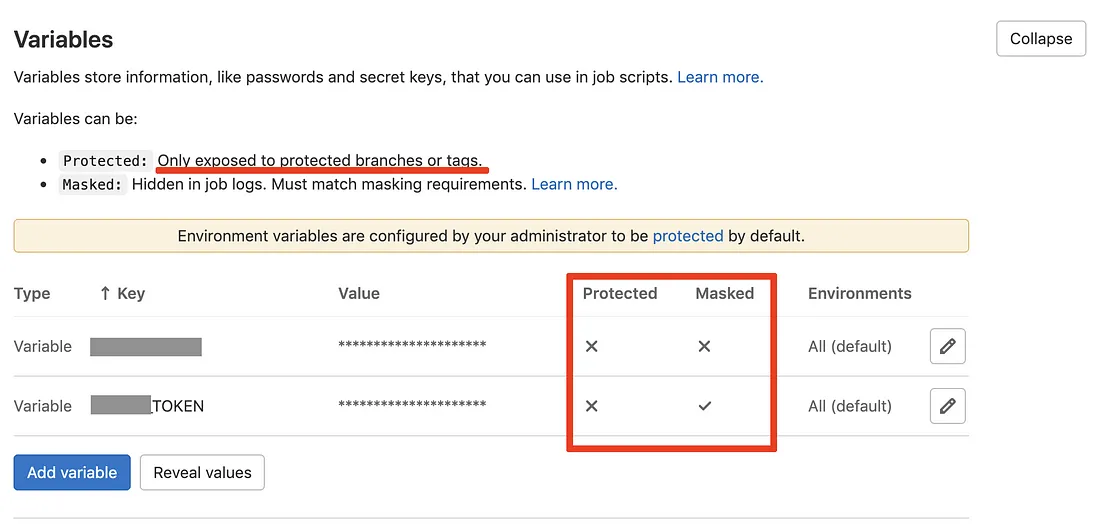 Variables
Collapse
Variables store information, like passwords and secret keys, that you can use in job scripts. Learn more.
Variables can be:
• Protected: Only exposed to protected branches or tags.
• Masked: Hidden in job logs. Must match masking requirements. Learn more.
Environment variables are configured by your administrator to be protected by default.
Type ↑ Key Value Protected Masked Environments
Variable ********************* ✕ ✕ All (default)
Variable _TOKEN ********************* ✕ ✓ All (default)
Add variable Reveal values